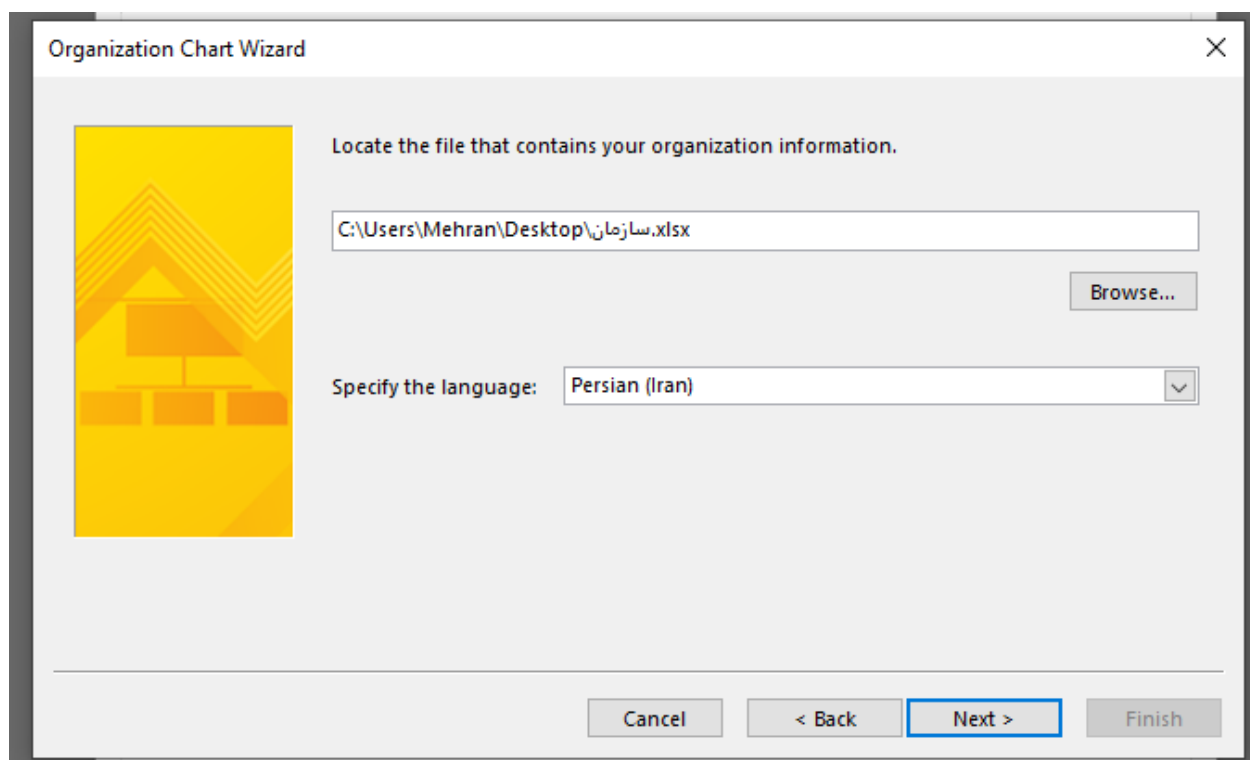 Organization Chart Wizard
Locate the file that contains your organization information.
C:\Users\Mehran\Desktop\سازمان.xlsx
Browse...
Specify the language: Persian (Iran)
Cancel < Back Next > Finish